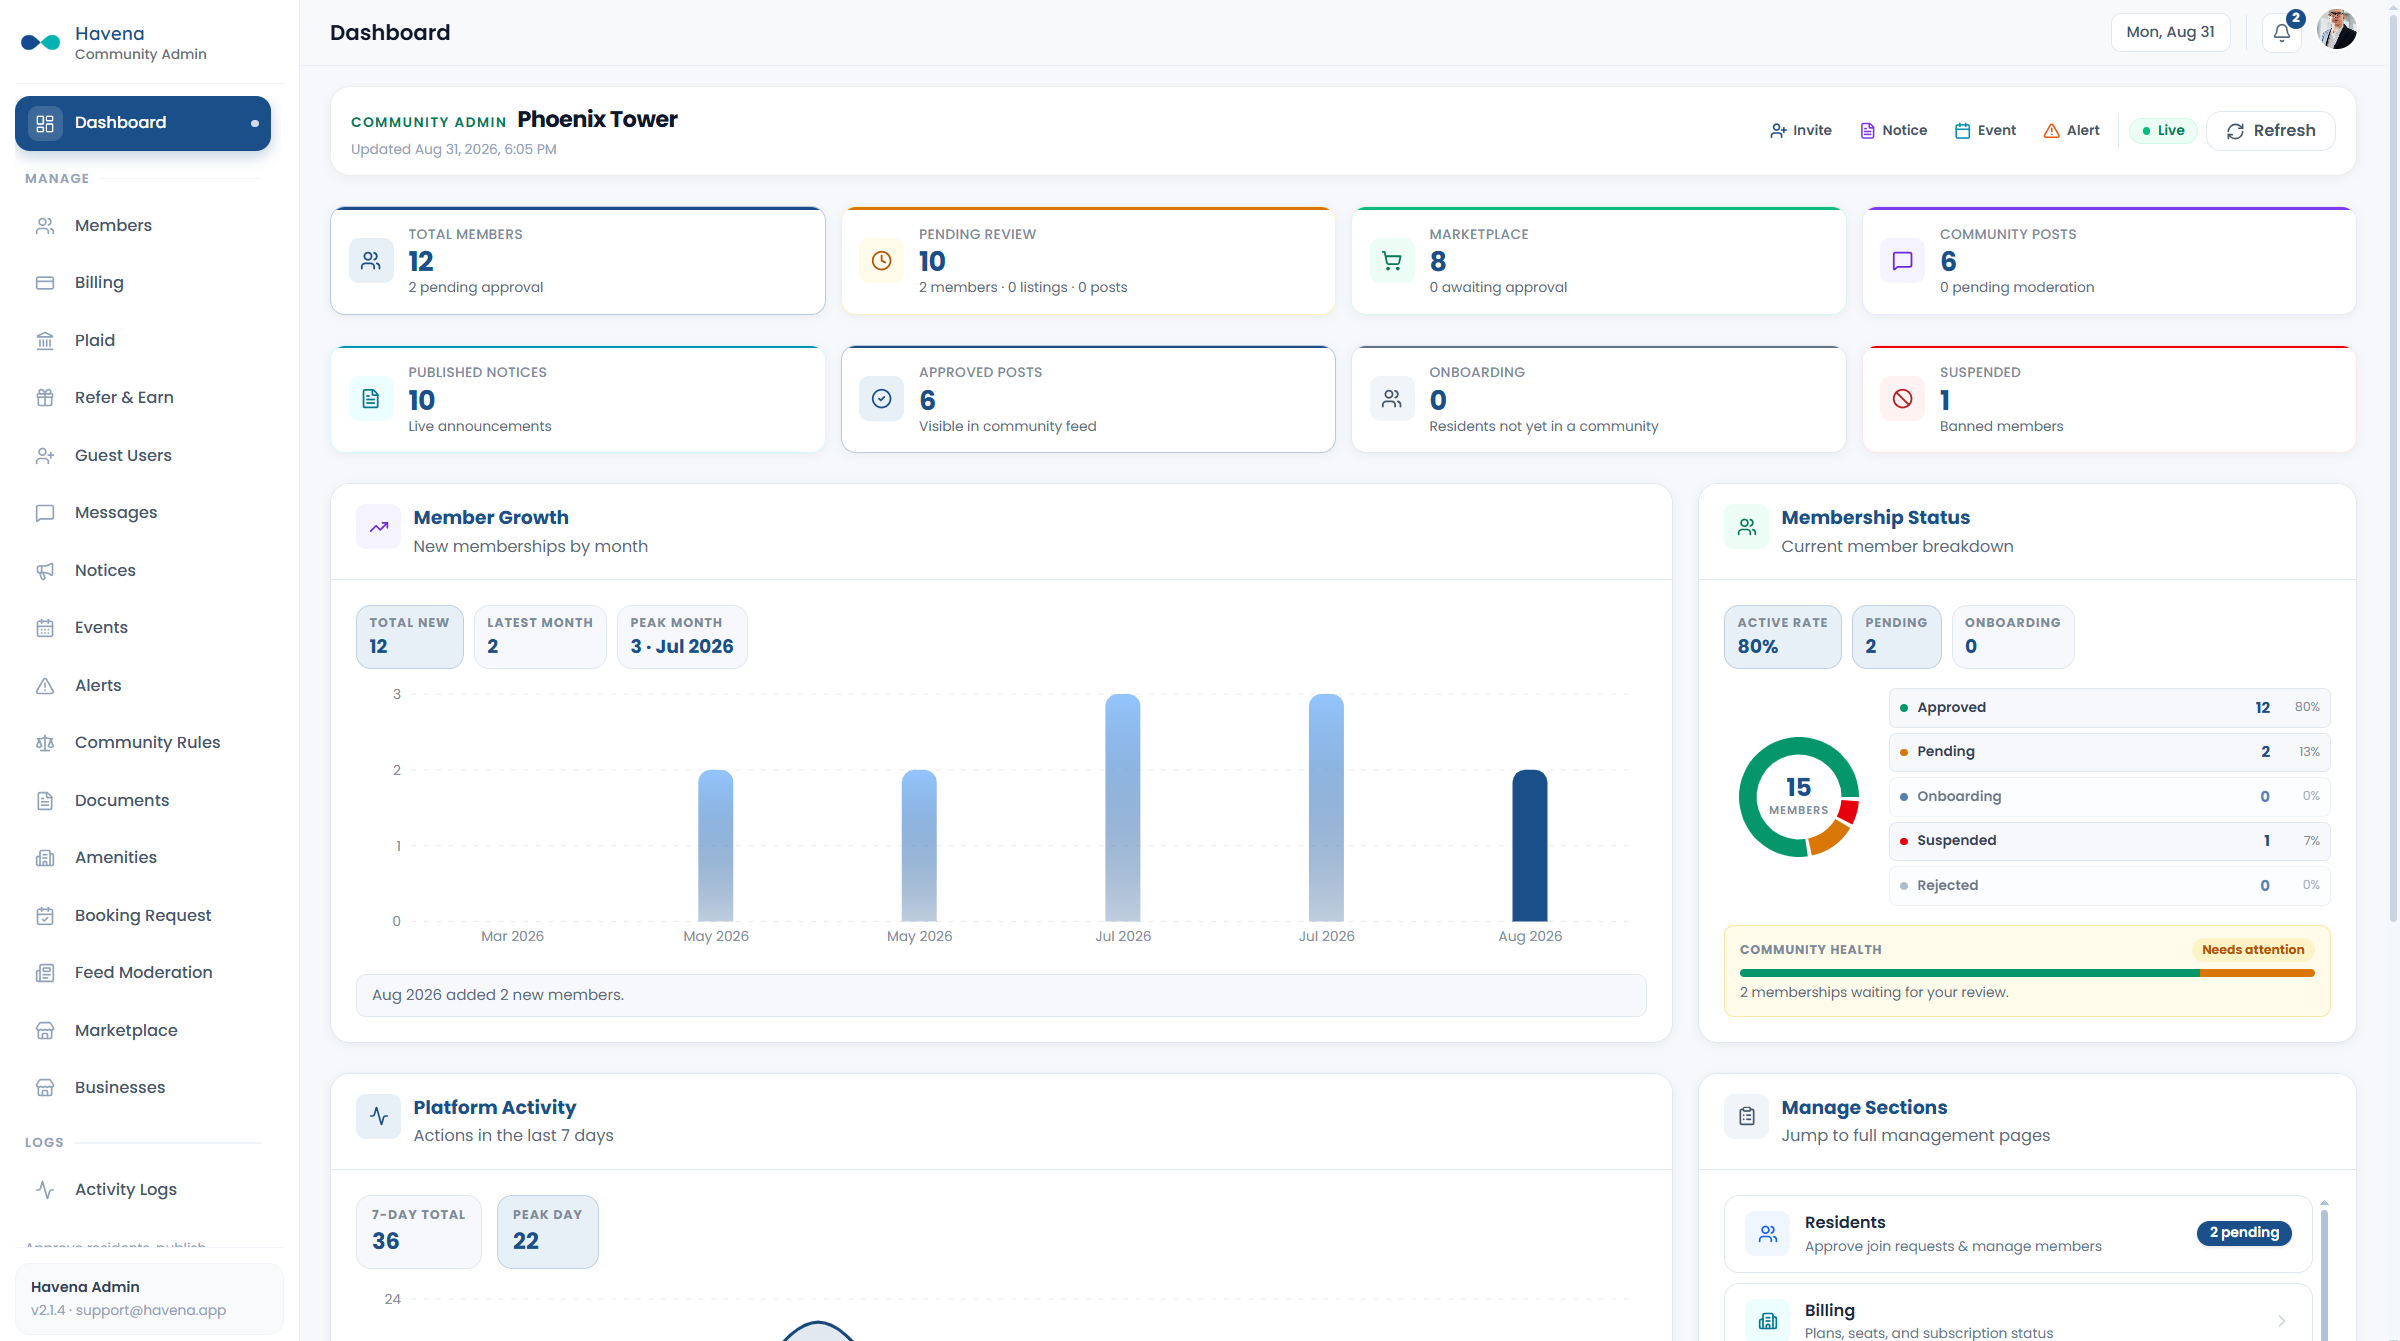 Havena
Community Admin
Dashboard
MANAGE
Members
Billing
Plaid
Refer & Earn
Guest Users
Messages
Notices
Events
Alerts
Community Rules
Documents
Amenities
Booking Request
Feed Moderation
Marketplace
Businesses
LOGS
Activity Logs
Approve residents, publish
Havena Admin
v2.1.4 · support@havena.app
Dashboard
Mon, Aug 31
2
COMMUNITY ADMIN Phoenix Tower
Updated Aug 31, 2026, 6:05 PM
Invite
Notice
Event
Alert
Live
Refresh
TOTAL MEMBERS
12
2 pending approval
PENDING REVIEW
10
2 members · 0 listings · 0 posts
MARKETPLACE
8
0 awaiting approval
COMMUNITY POSTS
6
0 pending moderation
PUBLISHED NOTICES
10
Live announcements
APPROVED POSTS
6
Visible in community feed
ONBOARDING
0
Residents not yet in a community
SUSPENDED
1
Banned members
Member Growth
New memberships by month
TOTAL NEW
12
LATEST MONTH
2
PEAK MONTH
3 · Jul 2026
3
2
1
0
Mar 2026
May 2026
May 2026
Jul 2026
Jul 2026
Aug 2026
Aug 2026 added 2 new members.
Membership Status
Current member breakdown
ACTIVE RATE
80%
PENDING
2
ONBOARDING
0
15
MEMBERS
Approved 12 80%
Pending 2 13%
Onboarding 0 0%
Suspended 1 7%
Rejected 0 0%
COMMUNITY HEALTH
Needs attention
2 memberships waiting for your review.
Platform Activity
Actions in the last 7 days
7-DAY TOTAL
36
PEAK DAY
22
24
Manage Sections
Jump to full management pages
Residents
Approve join requests & manage members
2 pending
Billing
Plans, seats, and subscription status